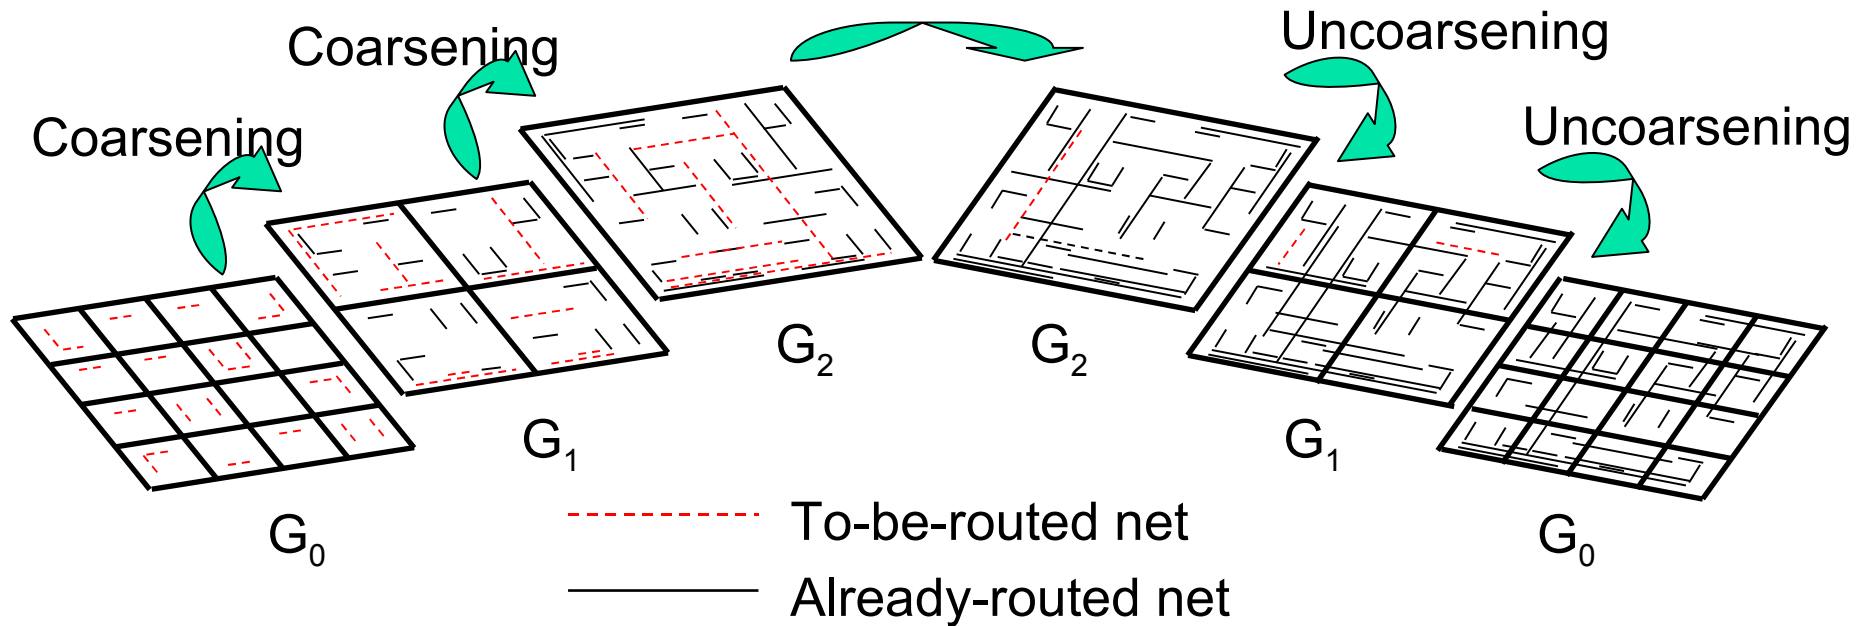 Coarsening
Coarsening
Uncoarsening
Uncoarsening
G0
G1
G2
G2
G1
G0
To-be-routed net
Already-routed net